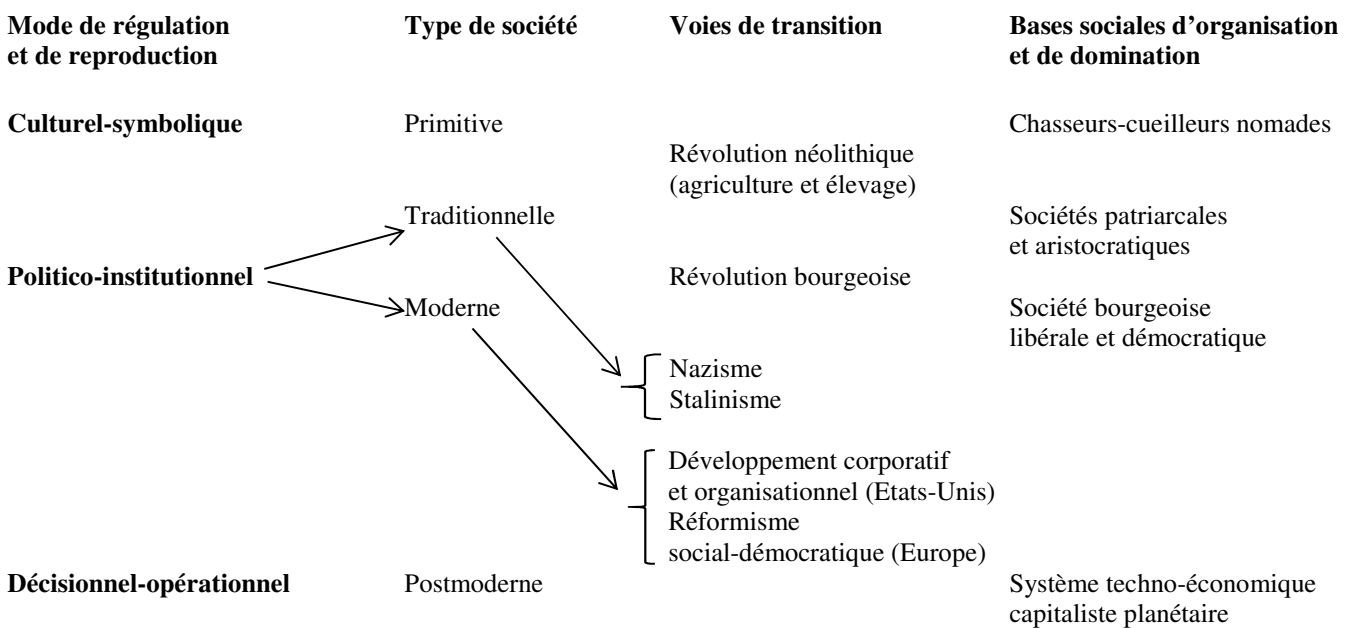 Mode de régulation et de reproduction
Type de société
Voies de transition
Bases sociales d'organisation et de domination
Culturel-symbolique
Primitive
Chasseurs-cueilleurs nomades
Révolution néolithique
(agriculture et élevage)
Traditionnelle
Sociétés patriarcales
et aristocratiques
Politico-institutionnel
Révolution bourgeoise
Moderne
Société bourgeoise
libérale et démocratique
Nazisme
Stalinisme
Développement corporatif
et organisationnel (Etats-Unis)
Réformisme
social-démocratique (Europe)
Décisionnel-opérationnel
Postmoderne
Système techno-économique
capitaliste planétaire